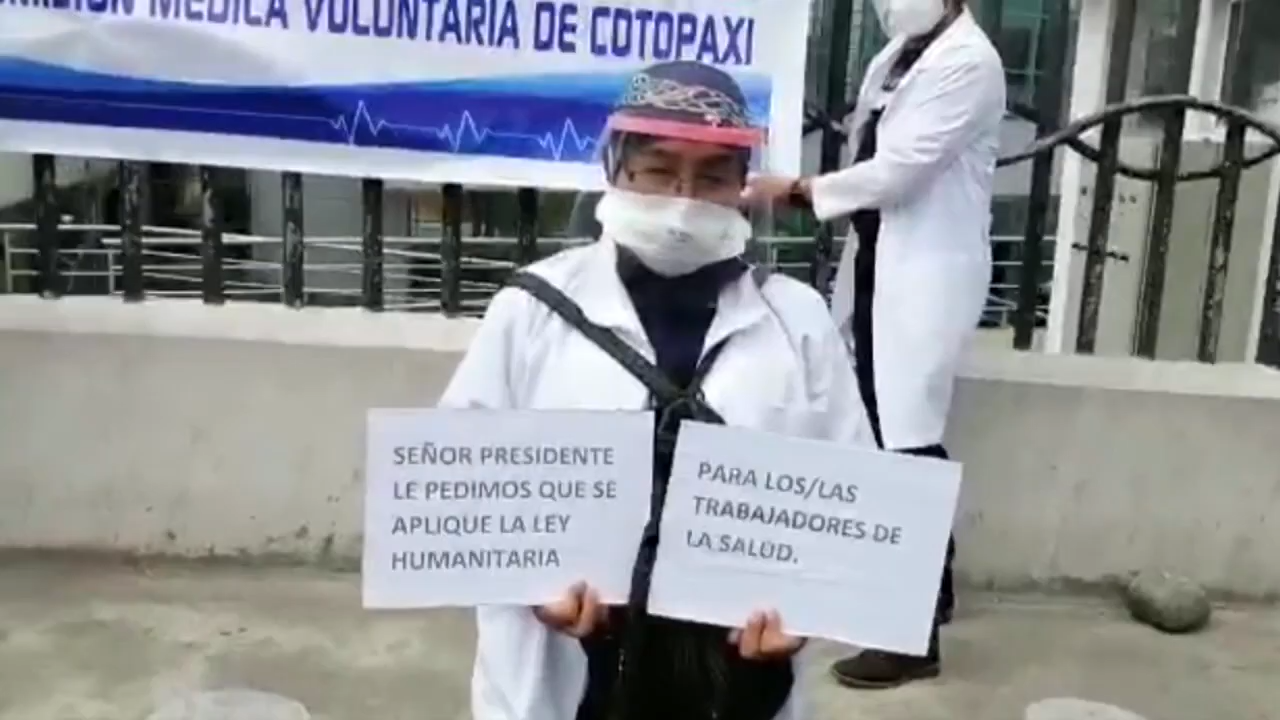 MÉDICA VOLUNTARIA DE COTOPAXI
SEÑOR PRESIDENTE
LE PEDIMOS QUE SE
APLIQUE LA LEY
HUMANITARIA
PARA LOS/LAS
TRABAJADORES DE
LA SALUD.